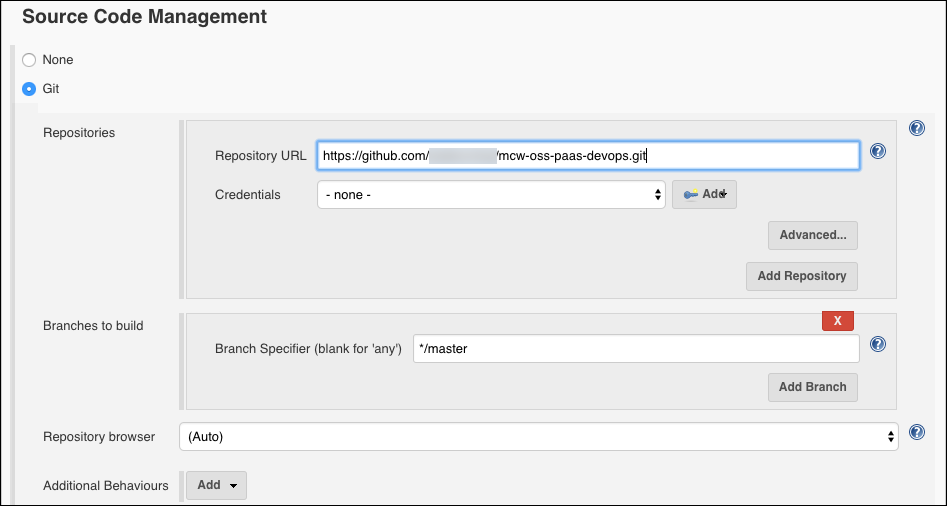 Source Code Management
None
Git
Repositories
Repository URL https://github.com/ /mcw-oss-paas-devops.git
Credentials - none - Add
Advanced...
Add Repository
Branches to build
X
Branch Specifier (blank for 'any') */master
Add Branch
Repository browser (Auto)
Additional Behaviours Add